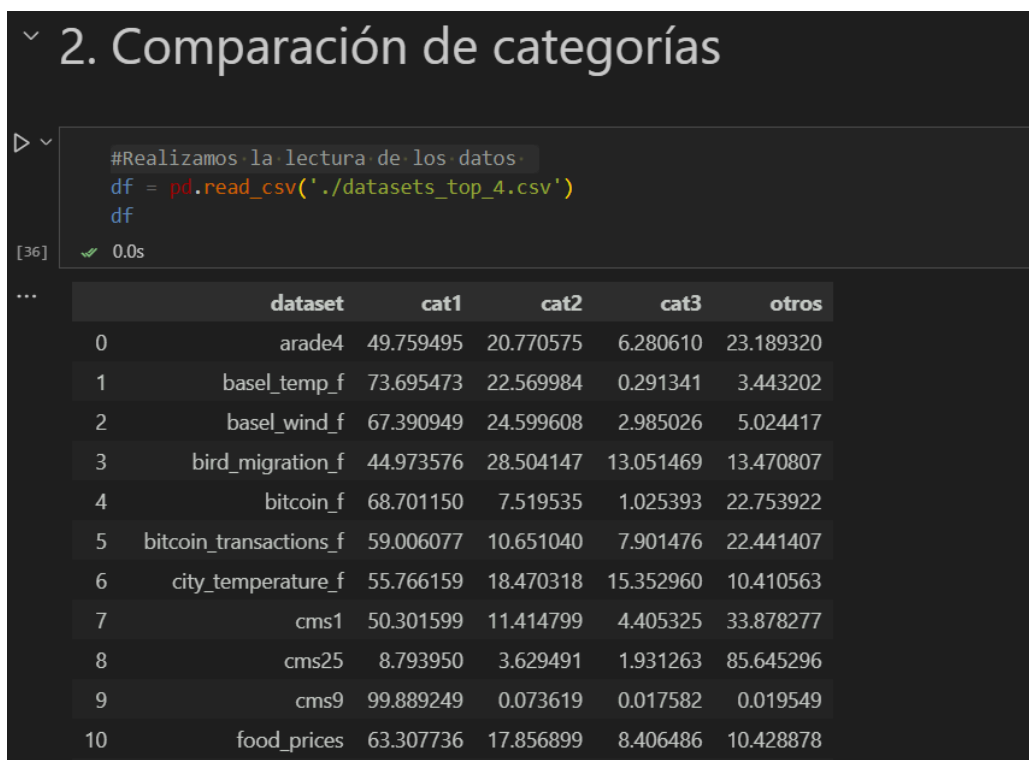 2. Comparación de categorías
#Realizamos la lectura de los datos
df = pd.read_csv('./datasets_top_4.csv')
df
[36] 0.0s
...
dataset cat1 cat2 cat3 otros
0 arade4 49.759495 20.770575 6.280610 23.189320
1 basel_temp_f 73.695473 22.569984 0.291341 3.443202
2 basel_wind_f 67.390949 24.599608 2.985026 5.024417
3 bird_migration_f 44.973576 28.504147 13.051469 13.470807
4 bitcoin_f 68.701150 7.519535 1.025393 22.753922
5 bitcoin_transactions_f 59.006077 10.651040 7.901476 22.441407
6 city_temperature_f 55.766159 18.470318 15.352960 10.410563
7 cms1 50.301599 11.414799 4.405325 33.878277
8 cms25 8.793950 3.629491 1.931263 85.645296
9 cms9 99.889249 0.073619 0.017582 0.019549
10 food_prices 63.307736 17.856899 8.406486 10.428878